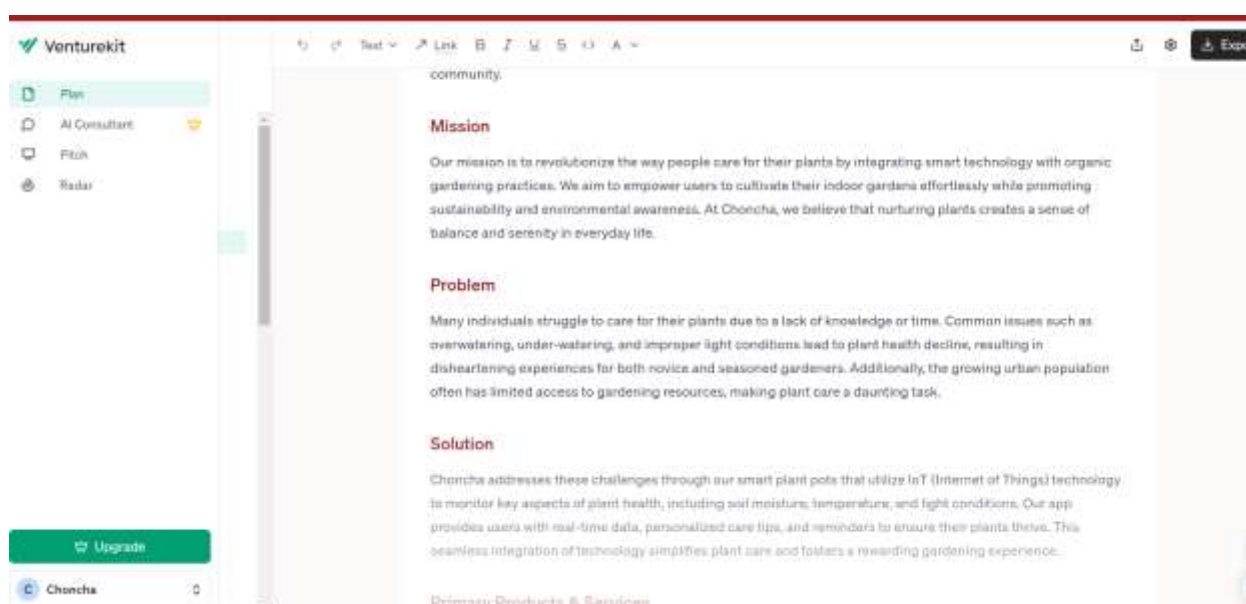 Venturekit
Text
Link B I U S <> A
Expo
Plan
AI Consultant
Pitch
Radar
community.
Mission
Our mission is to revolutionize the way people care for their plants by integrating smart technology with organic
gardening practices. We aim to empower users to cultivate their indoor gardens effortlessly while promoting
sustainability and environmental awareness. At Choncha, we believe that nurturing plants creates a sense of
balance and serenity in everyday life.
Problem
Many individuals struggle to care for their plants due to a lack of knowledge or time. Common issues such as
overwatering, under-watering, and improper light conditions lead to plant health decline, resulting in
disheartening experiences for both novice and seasoned gardeners. Additionally, the growing urban population
often has limited access to gardening resources, making plant care a daunting task.
Solution
Choncha addresses these challenges through our smart plant pots that utilize IoT (Internet of Things) technology
to monitor key aspects of plant health, including soil moisture, temperature, and light conditions. Our app
provides users with real-time data, personalized care tips, and reminders to ensure their plants thrive. This
seamless integration of technology simplifies plant care and fosters a rewarding gardening experience.
Primary Products & Services
Upgrade
C Choncha